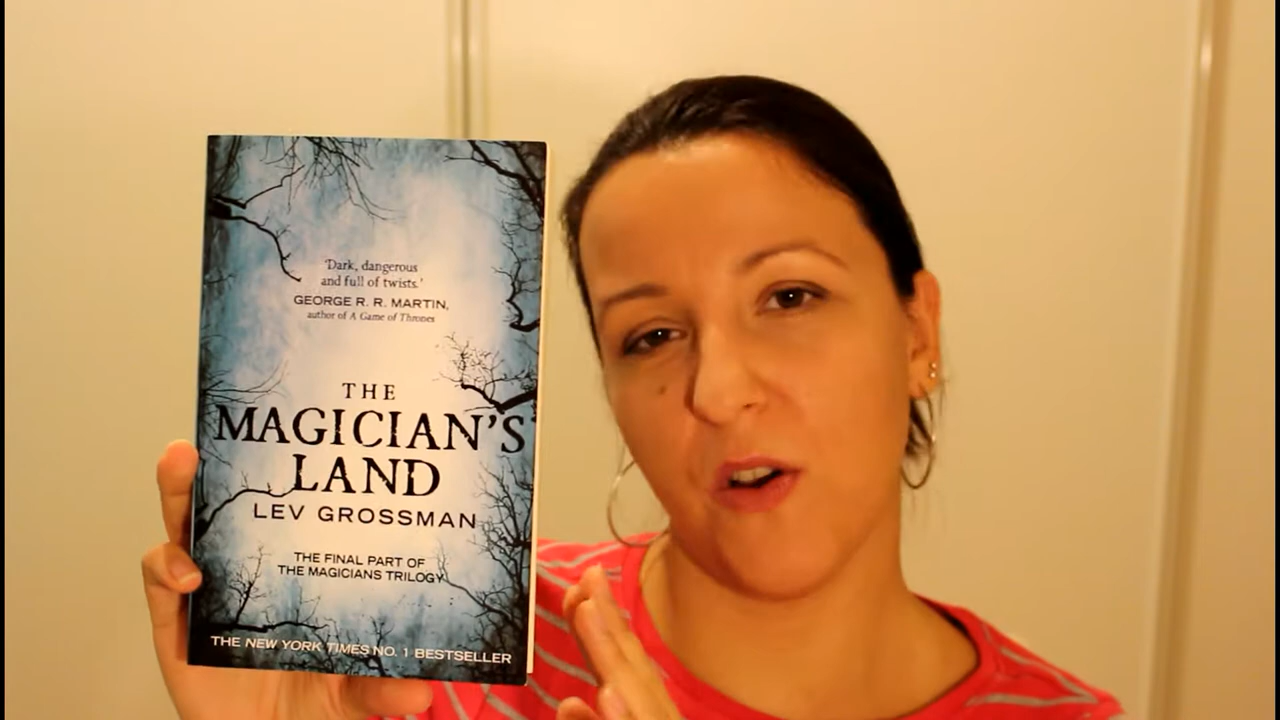 ‘Dark, dangerous
and full of twists.’
GEORGE R. R. MARTIN,
author of A Game of Thrones
THE
MAGICIAN’S
LAND
LEV GROSSMAN
THE FINAL PART OF
THE MAGICIANS TRILOGY
THE NEW YORK TIMES NO. 1 BESTSELLER